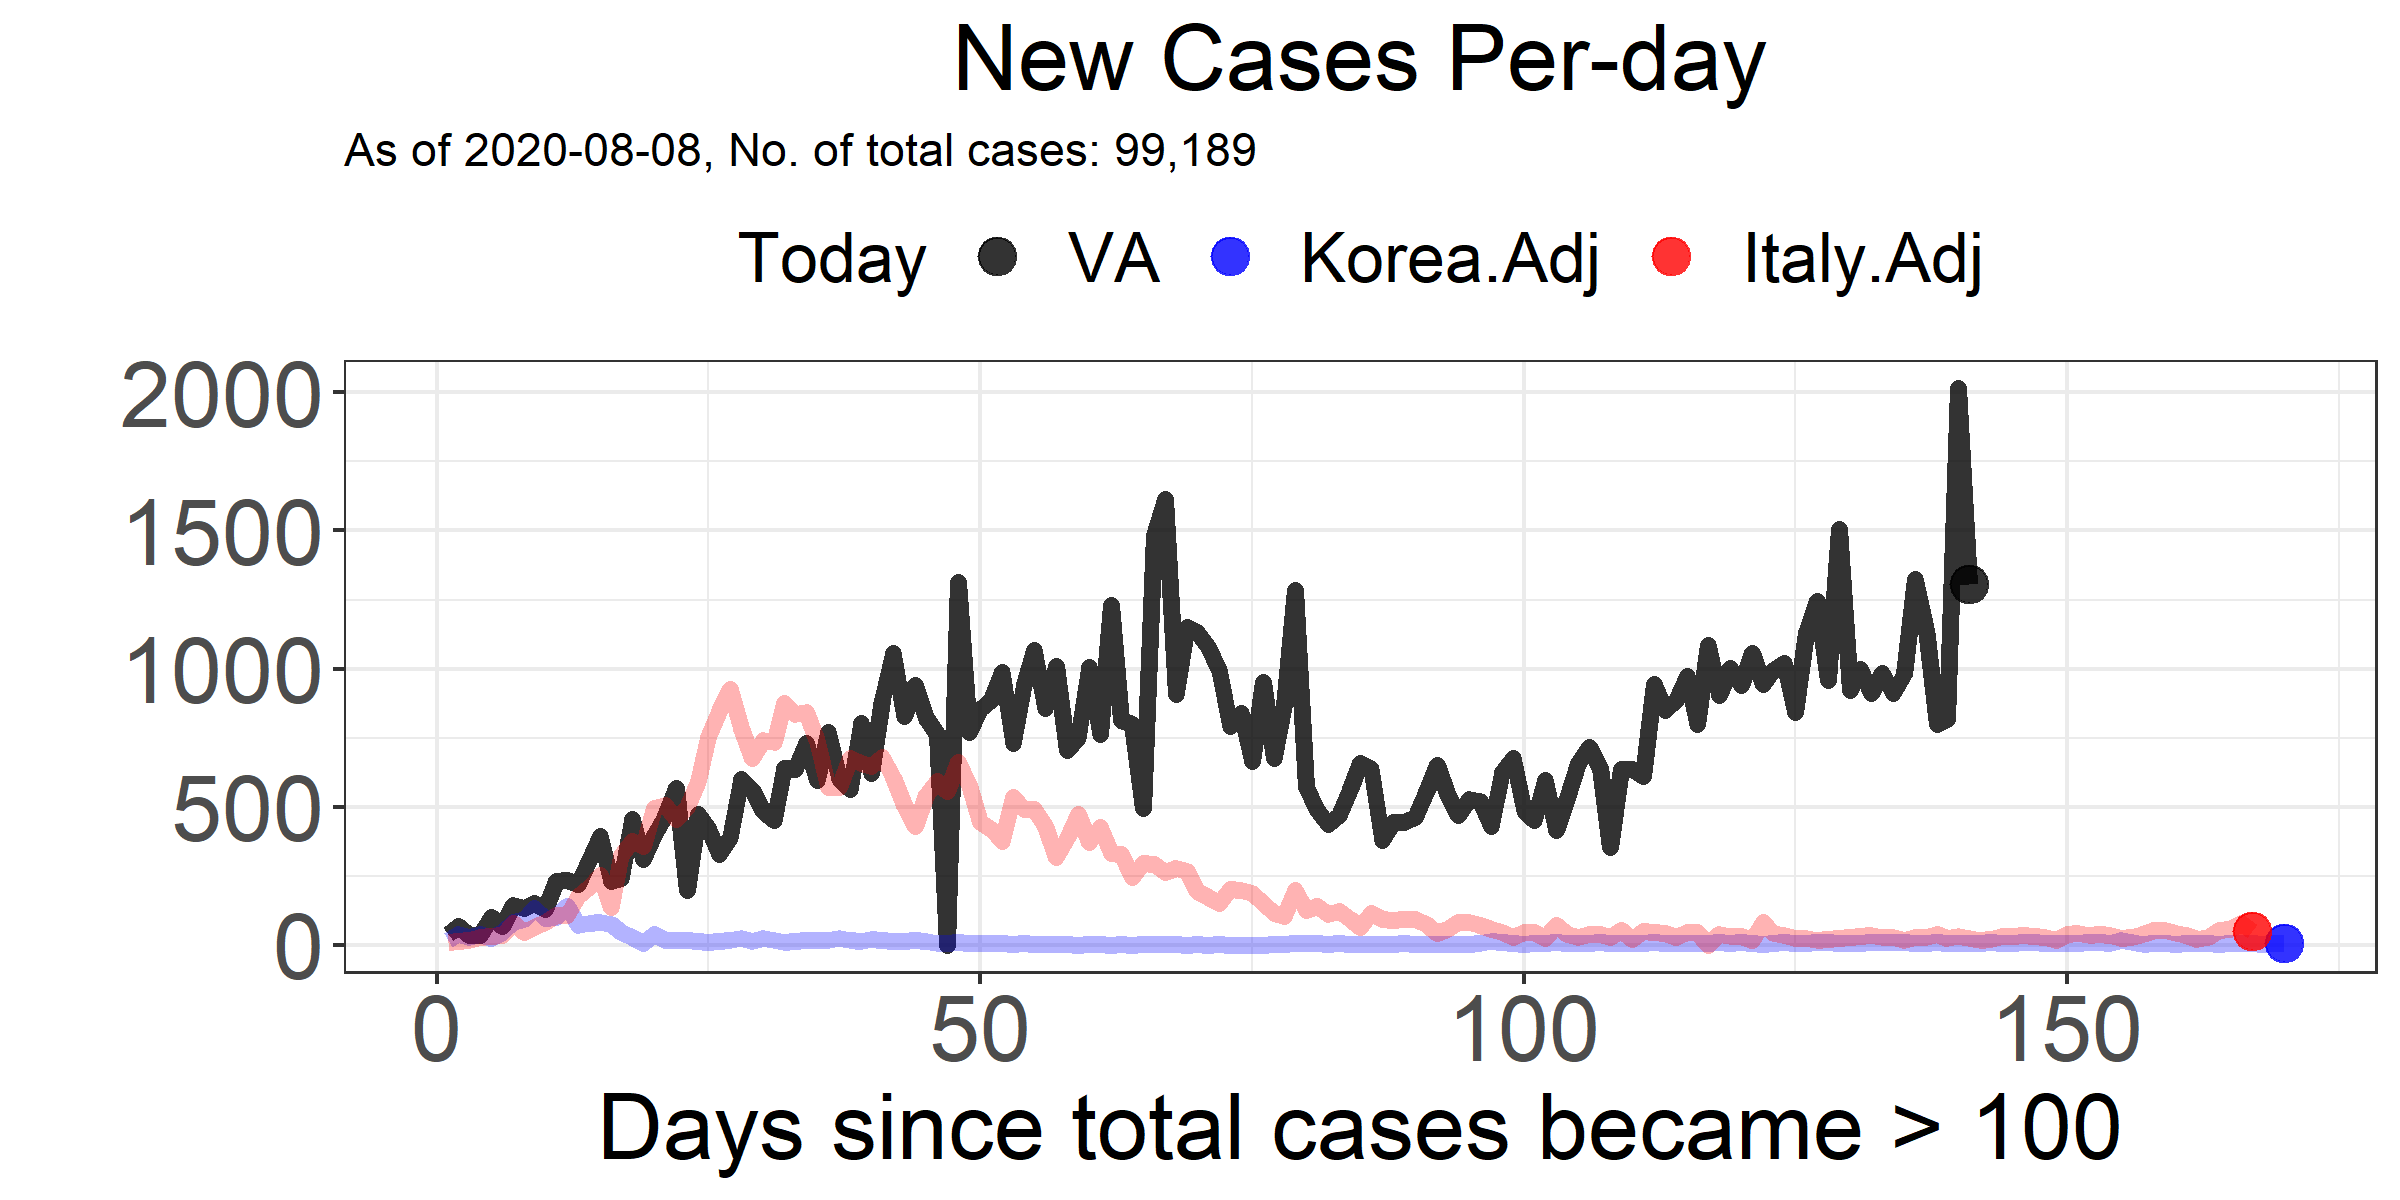 New Cases Per-day
As of 2020-08-08, No. of total cases: 99,189
Today VA Korea.Adj Italy.Adj
2000
1500
1000
500
0
0 50 100 150
Days since total cases became > 100